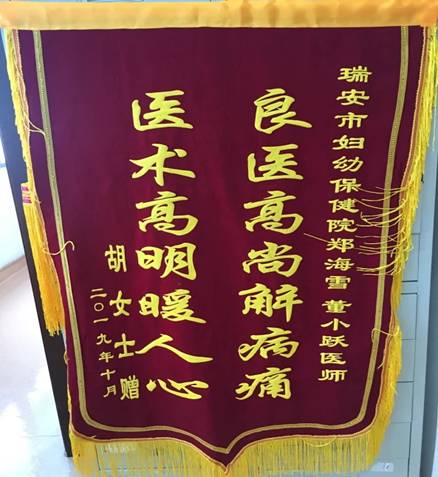 瑞安市妇幼保健院郑海雪 董小跃医师
良医高尚解病痛
医术高明暖人心
胡女士赠
二〇一九年十月